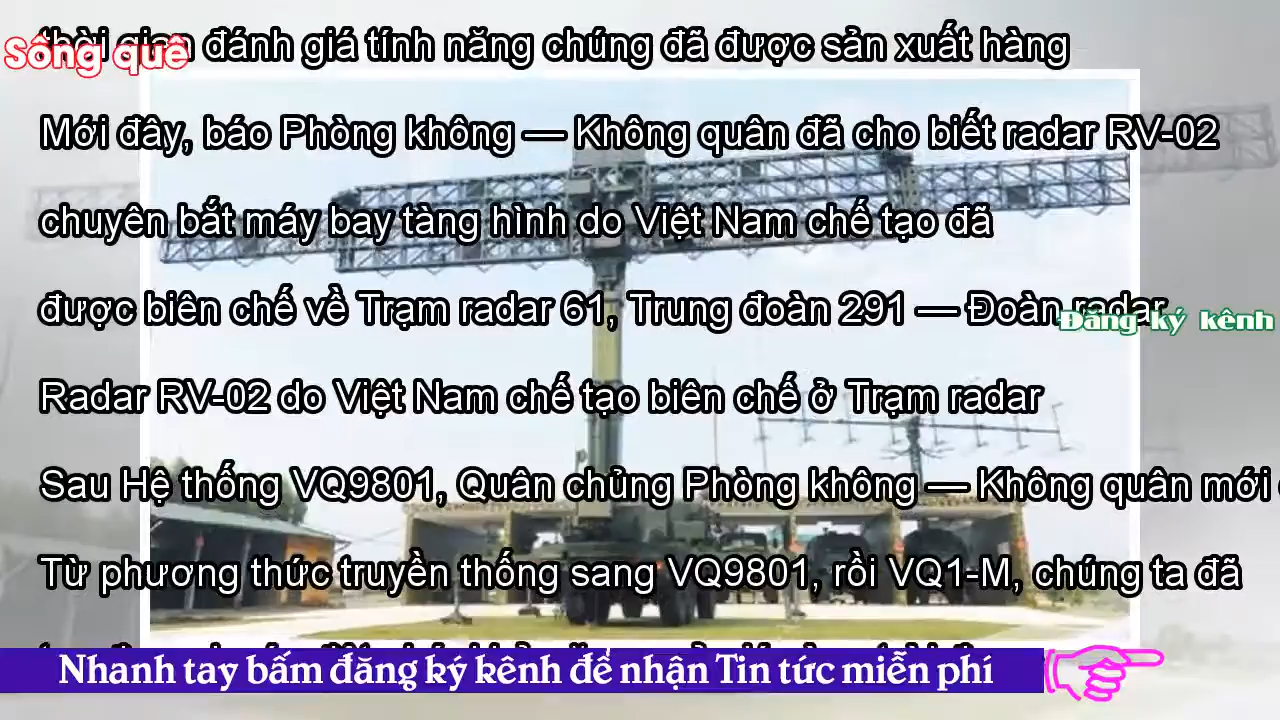 thời gian đánh giá tính năng chúng đã được sản xuất hàng
Sông quê
Mới đây, báo Phòng không — Không quân đã cho biết radar RV-02
chuyên bắt máy bay tàng hình do Việt Nam chế tạo đã
được biên chế về Trạm radar 61, Trung đoàn 291 — Đoàn radar
Đăng ký kênh
Radar RV-02 do Việt Nam chế tạo biên chế ở Trạm radar
Sau Hệ thống VQ9801, Quân chủng Phòng không — Không quân mới
Từ phương thức truyền thống sang VQ9801, rồi VQ1-M, chúng ta đã
Nhanh tay bấm đăng ký kênh để nhận Tin tức miễn phí